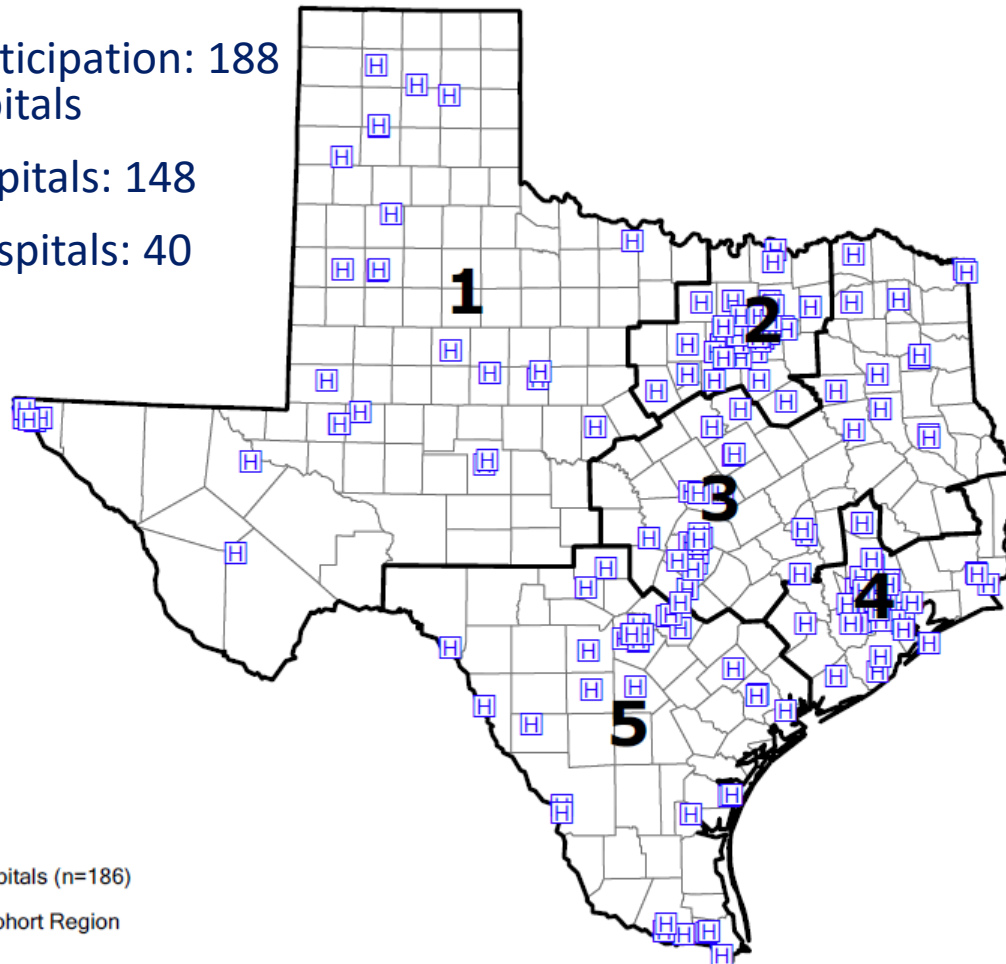 ticipation: 188
pitals
pitals: 148
spitals: 40
1
2
3
4
5
pitals (n=186)
ohort Region